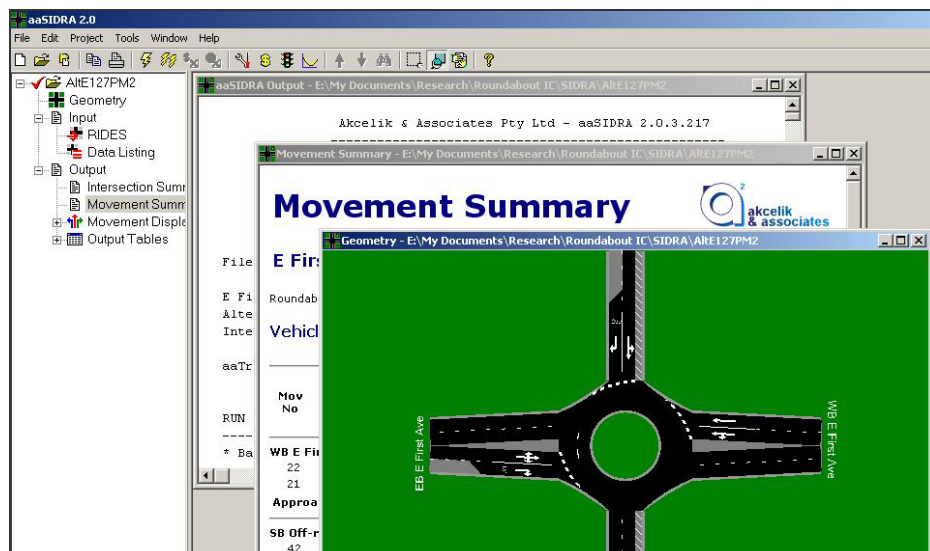 aaSIDRA 2.0
File Edit Project Tools Window Help
AltE127PM2
Geometry
Input
RIDES
Data Listing
Output
Intersection Summ
Movement Summ
Movement Displa
Output Tables
aaSIDRA Output - E:\My Documents\Research\Roundabout IC\SIDRA\AltE127PM2
Akcelik & Associates Pty Ltd - aaSIDRA 2.0.3.217
File
E Fi
Alte
Inte
aaTr
RUN
* Ba
Movement Summary - E:\My Documents\Research\Roundabout IC\SIDRA\AltE127PM2
Movement Summary
2
akcelik
& associates
E Firs
Roundab
Vehicl
Mov
No
WB E Fir
22
21
Approa
SB Off-r
42
Geometry - E:\My Documents\Research\Roundabout IC\SIDRA\AltE127PM2
WB E First Ave
EB E First Ave